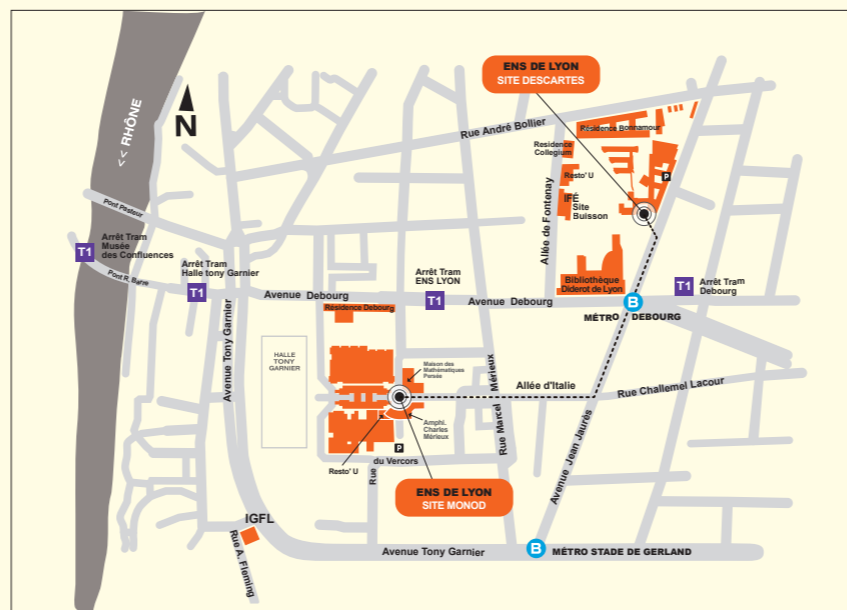 ENS DE LYON
SITE DESCARTES
Rue André Bollier
Résidence Bonnamour
Residence
Collegium
Resto' U
P
IFÉ
Site
Buisson
<< RHÔNE
N
Pont Pasteur
Allée de Fontenay
T1
Arrêt Tram
Musée
des Confluences
Arrêt Tram
Halle tony Garnier
T1
Pont R. Barre
Arrêt Tram
ENS LYON
T1
Bibliothèque
Diderot de Lyon
T1
Arrêt Tram
Debourg
Avenue Debourg
Avenue Debourg
B
MÉTRO DEBOURG
Résidence Debourg
Avenue Tony Garnier
HALLE
TONY
GARNIER
Maison des
Mathématiques
Persée
Rue Marcel Mérieux
Allée d'Italie
Rue Challemel Lacour
Amphi.
Charles
Mérieux
Avenue Jean Jaurès
P
Resto' U
Rue du Vercors
ENS DE LYON
SITE MONOD
IGFL
Rue A. Fleming
Avenue Tony Garnier
B
MÉTRO STADE DE GERLAND